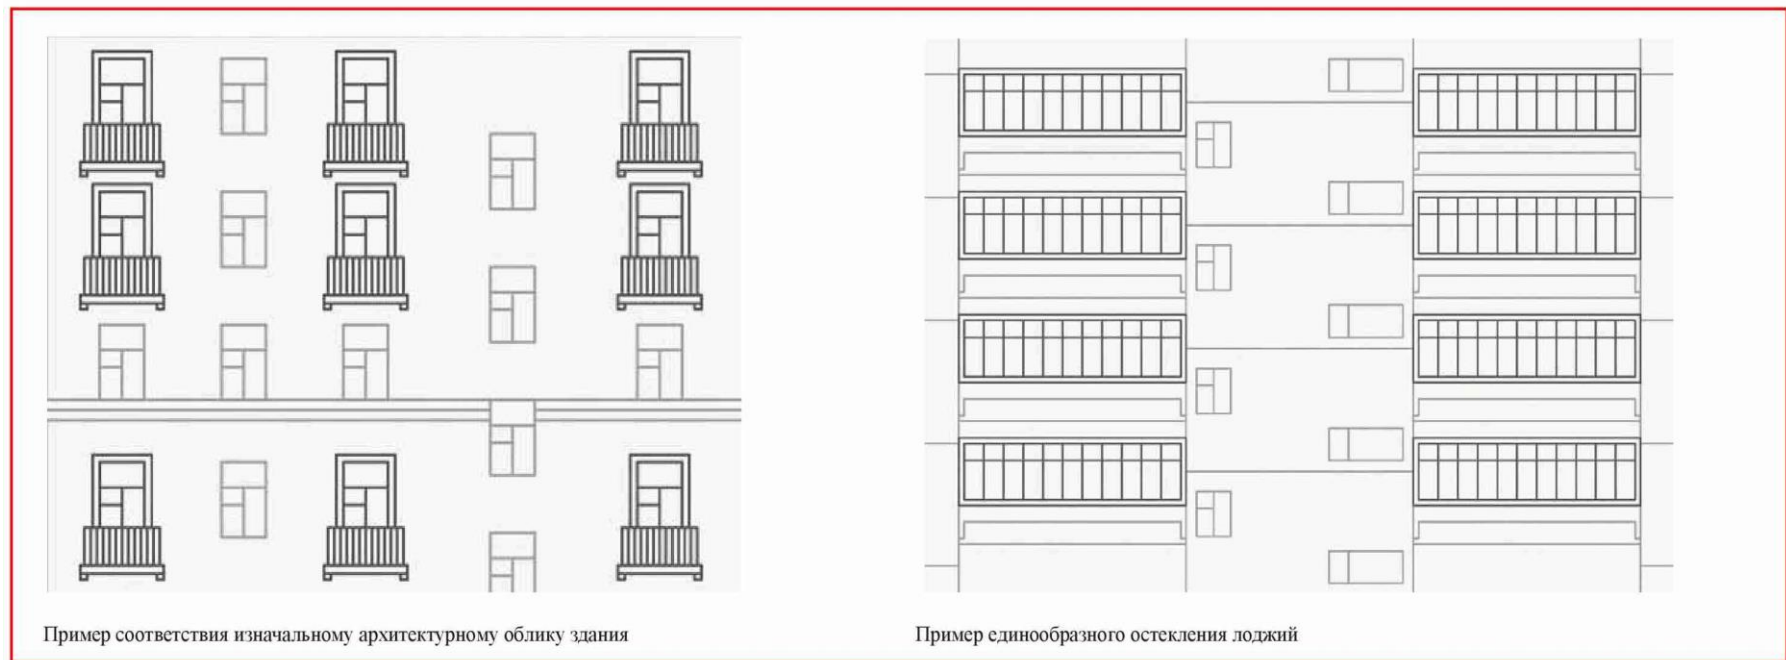 Пример соответствия изначальному архитектурному облику здания
Пример единообразного остекления лоджий